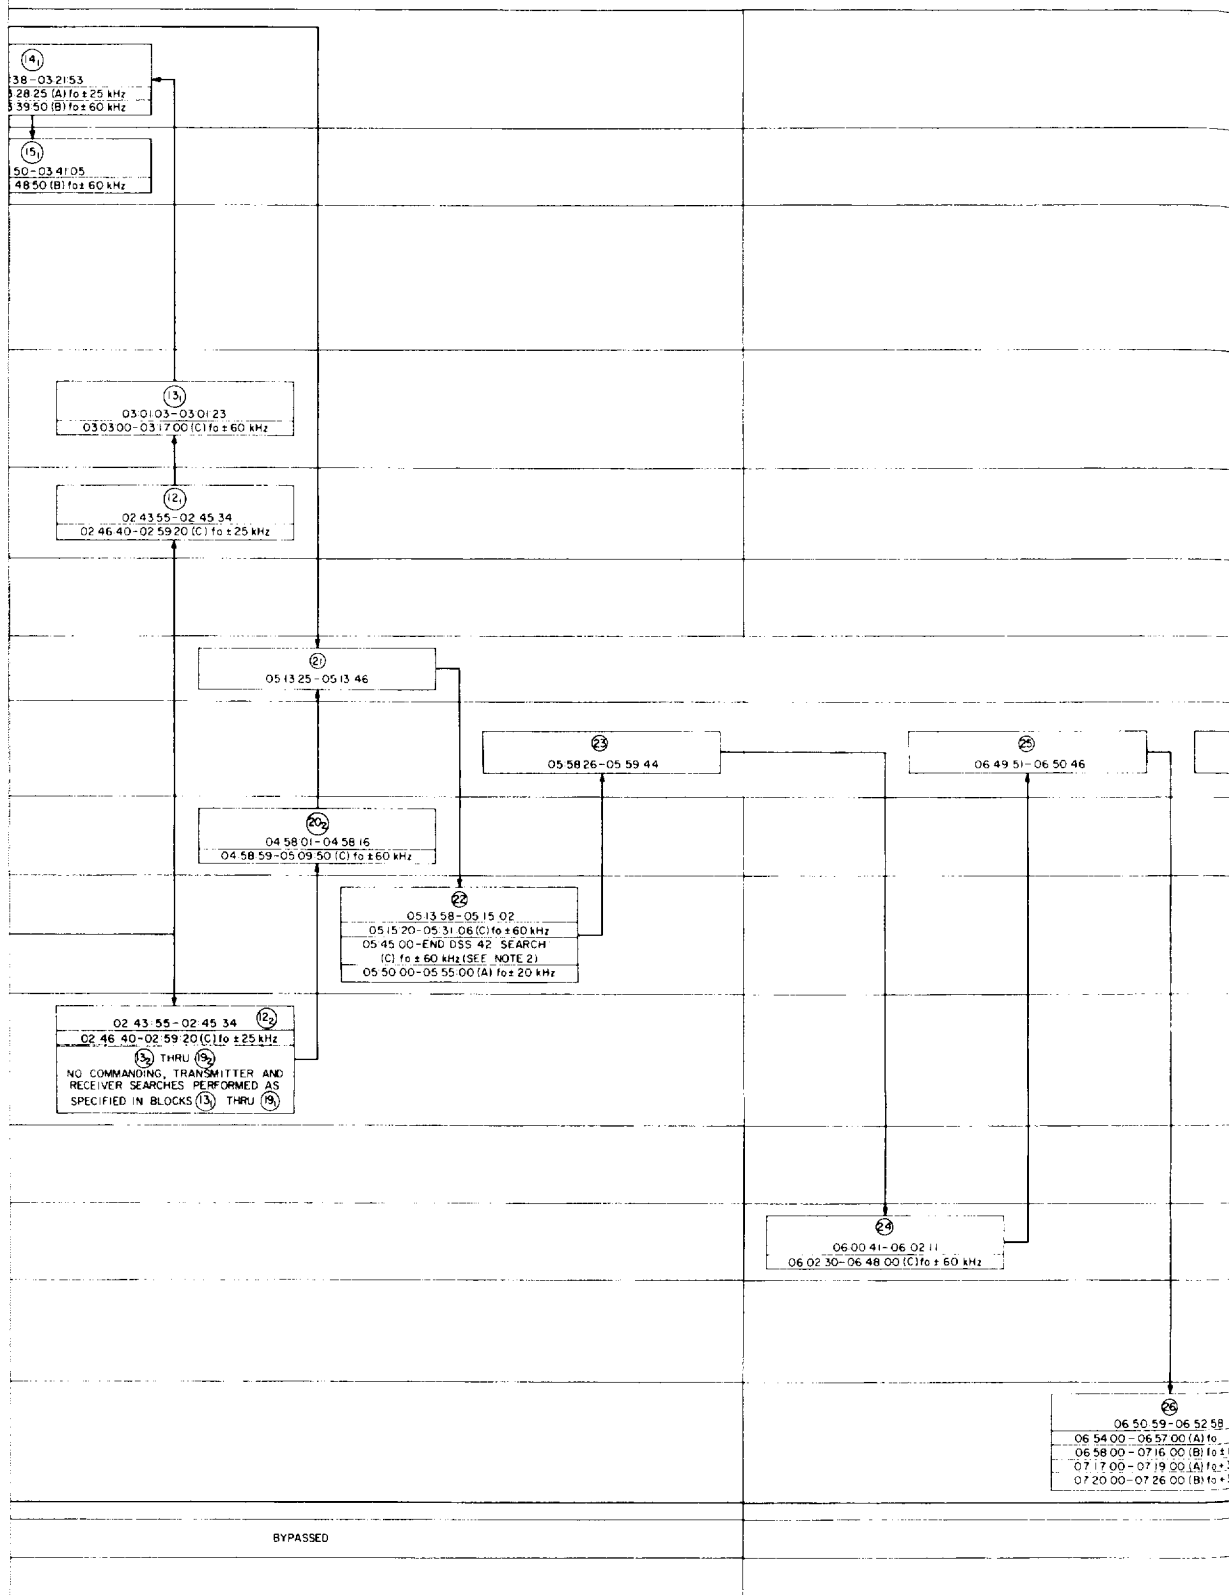 14₁
38-03 21:53
28 25 (A) fo ± 25 kHz
39 50 (B) fo ± 60 kHz
15₁
50-03 41 05
48 50 (B) fo ± 60 kHz
13₁
03 01 03-03 01 23
03 03 00-03 17 00 (C) fo ± 60 kHz
12₁
02 43 55-02 45 34
02 46 40-02 59 20 (C) fo ± 25 kHz
21
05 13 25-05 13 46
23
05 58 26-05 59 44
25
06 49 51-06 50 46
20₂
04 58 01-04 58 16
04 58 59-05 09 50 (C) fo ± 60 kHz
22
05 13 58-05 15 02
05 15 20-05 31 06 (C) fo ± 60 kHz
05 45 00-END DSS 42 SEARCH
(C) fo ± 60 kHz (SEE NOTE 2)
05 50 00-05 55:00 (A) fo ± 20 kHz
02 43:55-02:45 34 12₂
02 46 40-02:59:20 (C) fo ± 25 kHz
13₂ THRU 19₂
NO COMMANDING, TRANSMITTER AND
RECEIVER SEARCHES PERFORMED AS
SPECIFIED IN BLOCKS 13₁ THRU 19₁
24
06 00 41-06 02 11
06 02 30-06 48 00 (C) fo ± 60 kHz
26
06 50 59-06 52 58
06 54 00-06 57 00 (A) fo
06 58 00-07 16 00 (B) fo ±
07 17 00-07 19 00 (A) fo
07 20 00-07 26 00 (B) fo
BYPASSED